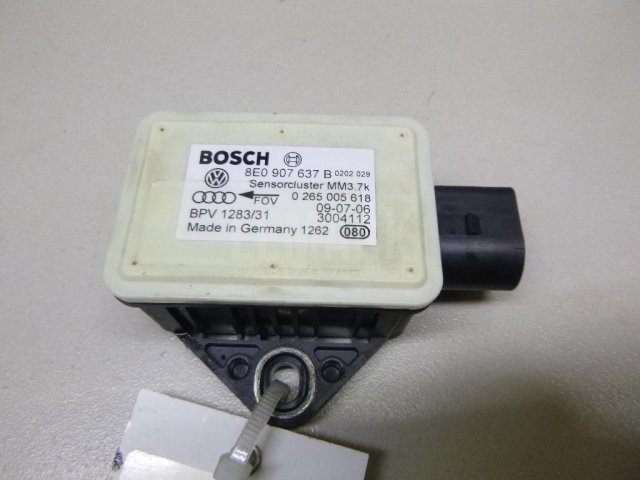 BOSCH
8E0 907 637 B 0202 029
Sensorcluster MM3.7k
FOV 0 265 005 618
09-07-06
BPV 1283/31 3004112
Made in Germany 1262 080